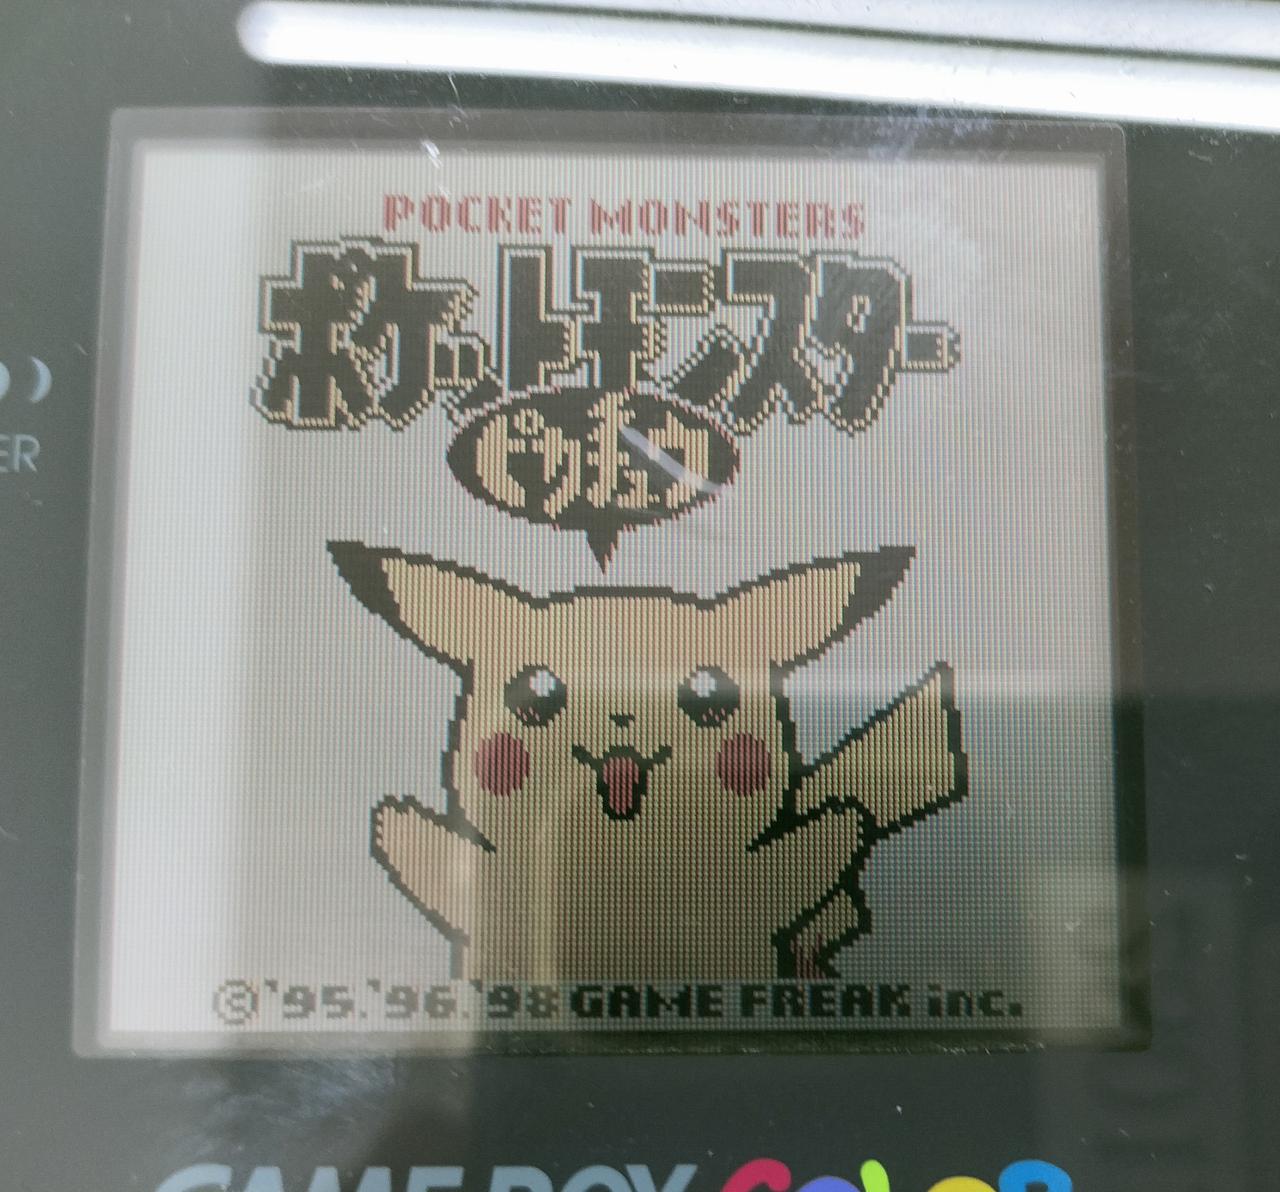 POCKET MONSTERS
ポケットモンスター
ピカチュウ
ER
©'95.'96.'98 GAME FREAK inc.
GAME BOY COLOR